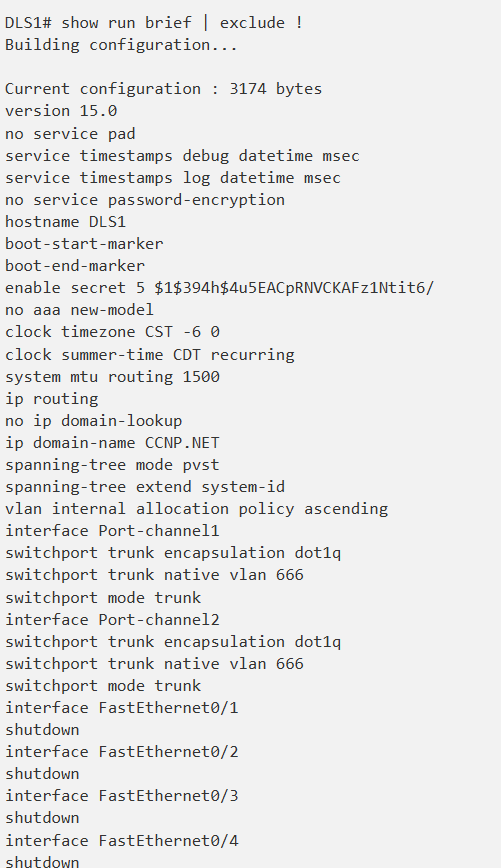 DLS1# show run brief | exclude !
Building configuration...
Current configuration : 3174 bytes
version 15.0
no service pad
service timestamps debug datetime msec
service timestamps log datetime msec
no service password-encryption
hostname DLS1
boot-start-marker
boot-end-marker
enable secret 5 $1$394h$4u5EACpRNVCKAFz1Ntit6/
no aaa new-model
clock timezone CST -6 0
clock summer-time CDT recurring
system mtu routing 1500
ip routing
no ip domain-lookup
ip domain-name CCNP.NET
spanning-tree mode pvst
spanning-tree extend system-id
vlan internal allocation policy ascending
interface Port-channel1
switchport trunk encapsulation dot1q
switchport trunk native vlan 666
switchport mode trunk
interface Port-channel2
switchport trunk encapsulation dot1q
switchport trunk native vlan 666
switchport mode trunk
interface FastEthernet0/1
shutdown
interface FastEthernet0/2
shutdown
interface FastEthernet0/3
shutdown
interface FastEthernet0/4
shutdown